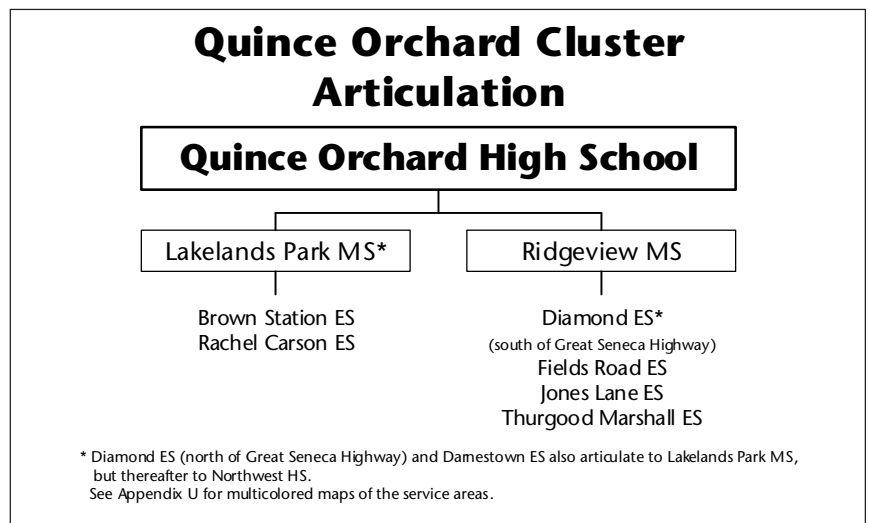 Quince Orchard Cluster
Articulation
Quince Orchard High School
Lakelands Park MS*
Brown Station ES
Rachel Carson ES
Ridgeview MS
Diamond ES*
(south of Great Seneca Highway)
Fields Road ES
Jones Lane ES
Thurgood Marshall ES
* Diamond ES (north of Great Seneca Highway) and Darnestown ES also articulate to Lakelands Park MS,
but thereafter to Northwest HS.
See Appendix U for multicolored maps of the service areas.